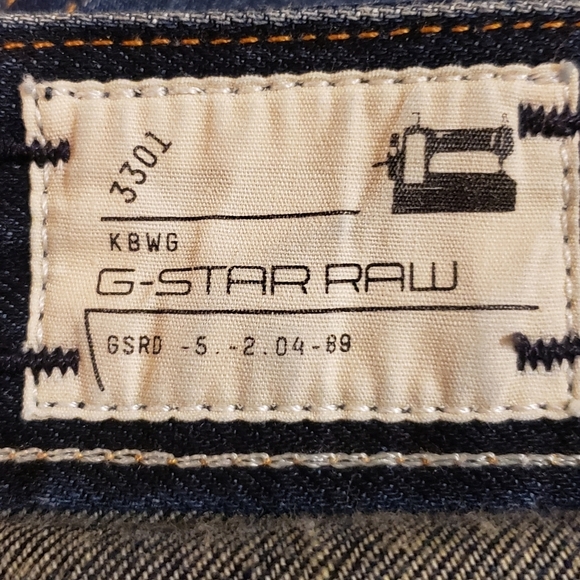 3301
KBWG
G-STAR RAW
GSRD -5.-2.04-89